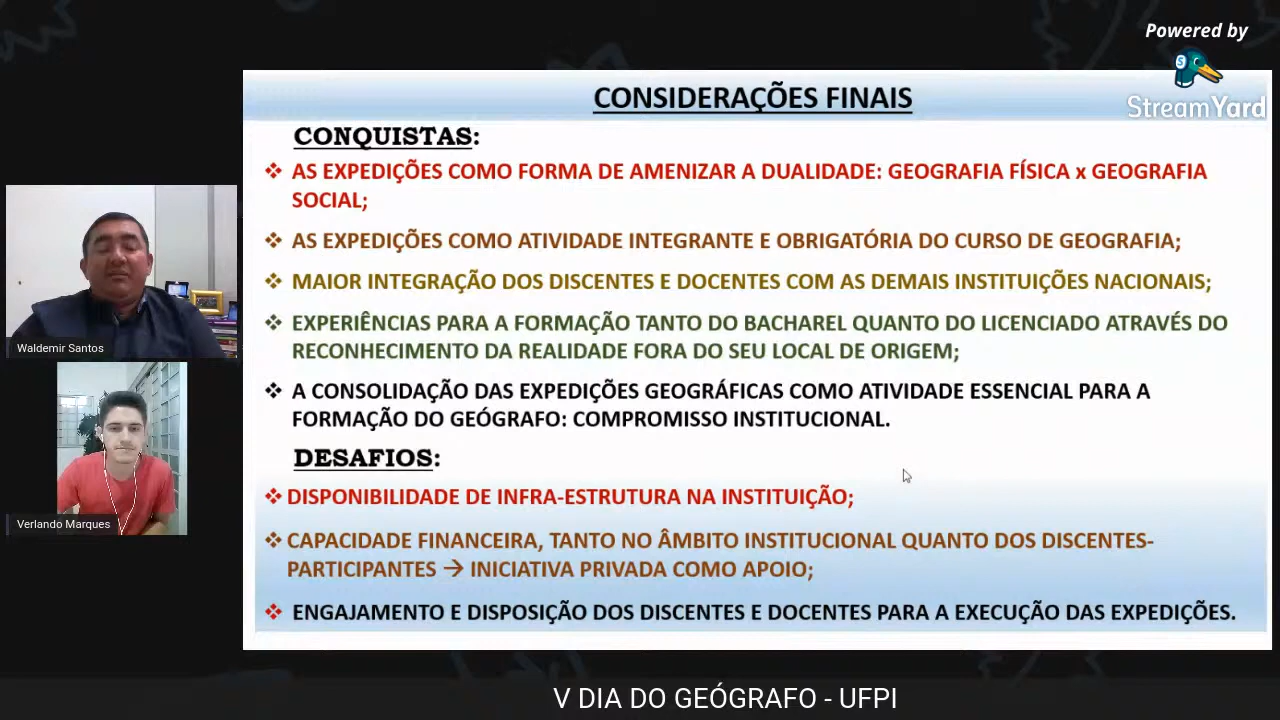 Powered by
StreamYard
CONSIDERAÇÕES FINAIS
CONQUISTAS:
❖ AS EXPEDIÇÕES COMO FORMA DE AMENIZAR A DUALIDADE: GEOGRAFIA FÍSICA x GEOGRAFIA
SOCIAL;
❖ AS EXPEDIÇÕES COMO ATIVIDADE INTEGRANTE E OBRIGATÓRIA DO CURSO DE GEOGRAFIA;
❖ MAIOR INTEGRAÇÃO DOS DISCENTES E DOCENTES COM AS DEMAIS INSTITUIÇÕES NACIONAIS;
❖ EXPERIÊNCIAS PARA A FORMAÇÃO TANTO DO BACHAREL QUANTO DO LICENCIADO ATRAVÉS DO
RECONHECIMENTO DA REALIDADE FORA DO SEU LOCAL DE ORIGEM;
❖ A CONSOLIDAÇÃO DAS EXPEDIÇÕES GEOGRÁFICAS COMO ATIVIDADE ESSENCIAL PARA A
FORMAÇÃO DO GEÓGRAFO: COMPROMISSO INSTITUCIONAL.
DESAFIOS:
❖ DISPONIBILIDADE DE INFRA-ESTRUTURA NA INSTITUIÇÃO;
❖ CAPACIDADE FINANCEIRA, TANTO NO ÂMBITO INSTITUCIONAL QUANTO DOS DISCENTES-
PARTICIPANTES → INICIATIVA PRIVADA COMO APOIO;
❖ ENGAJAMENTO E DISPOSIÇÃO DOS DISCENTES E DOCENTES PARA A EXECUÇÃO DAS EXPEDIÇÕES.
Waldemir Santos
Verlando Marques
V DIA DO GEÓGRAFO - UFPI